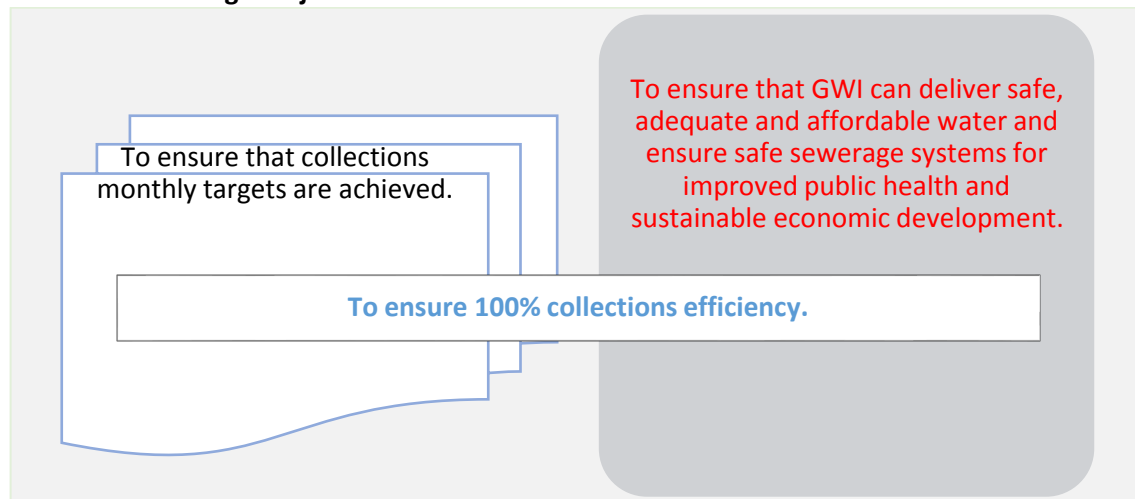 To ensure that collections
monthly targets are achieved.
To ensure that GWI can deliver safe,
adequate and affordable water and
ensure safe sewerage systems for
improved public health and
sustainable economic development.
To ensure 100% collections efficiency.